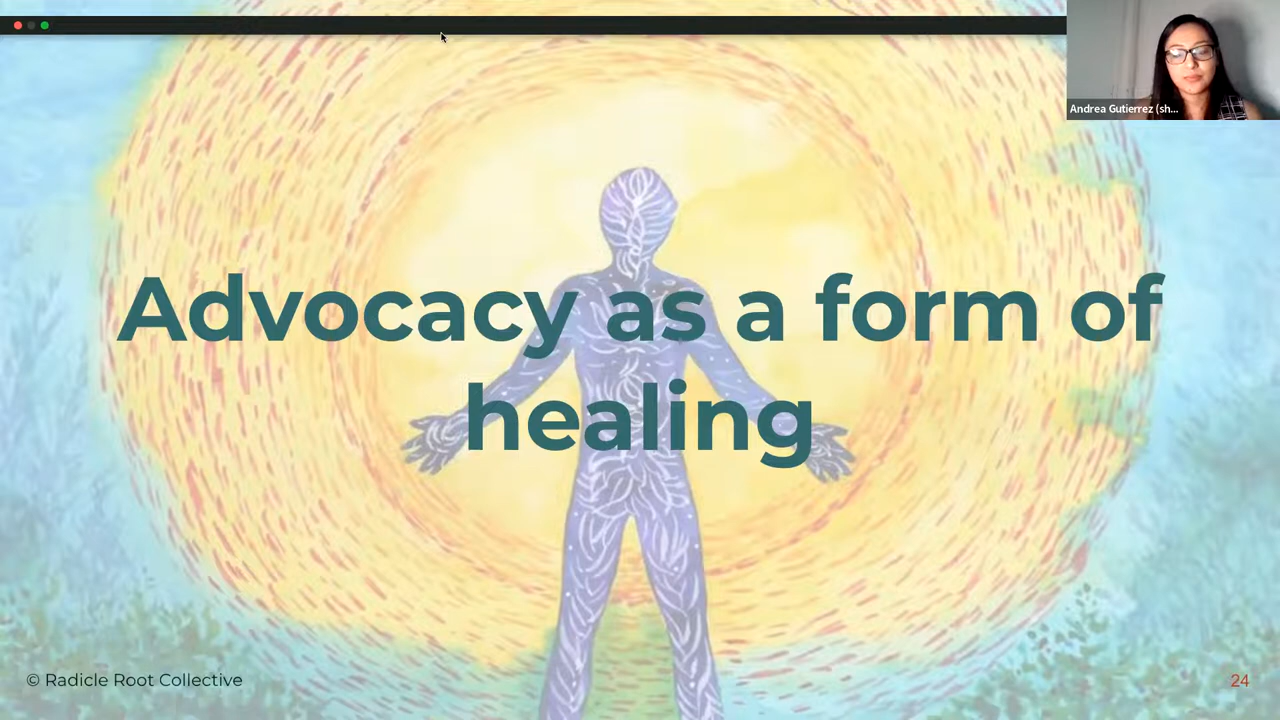 Andrea Gutierrez (sh...
Advocacy as a form of
healing
© Radicle Root Collective
24